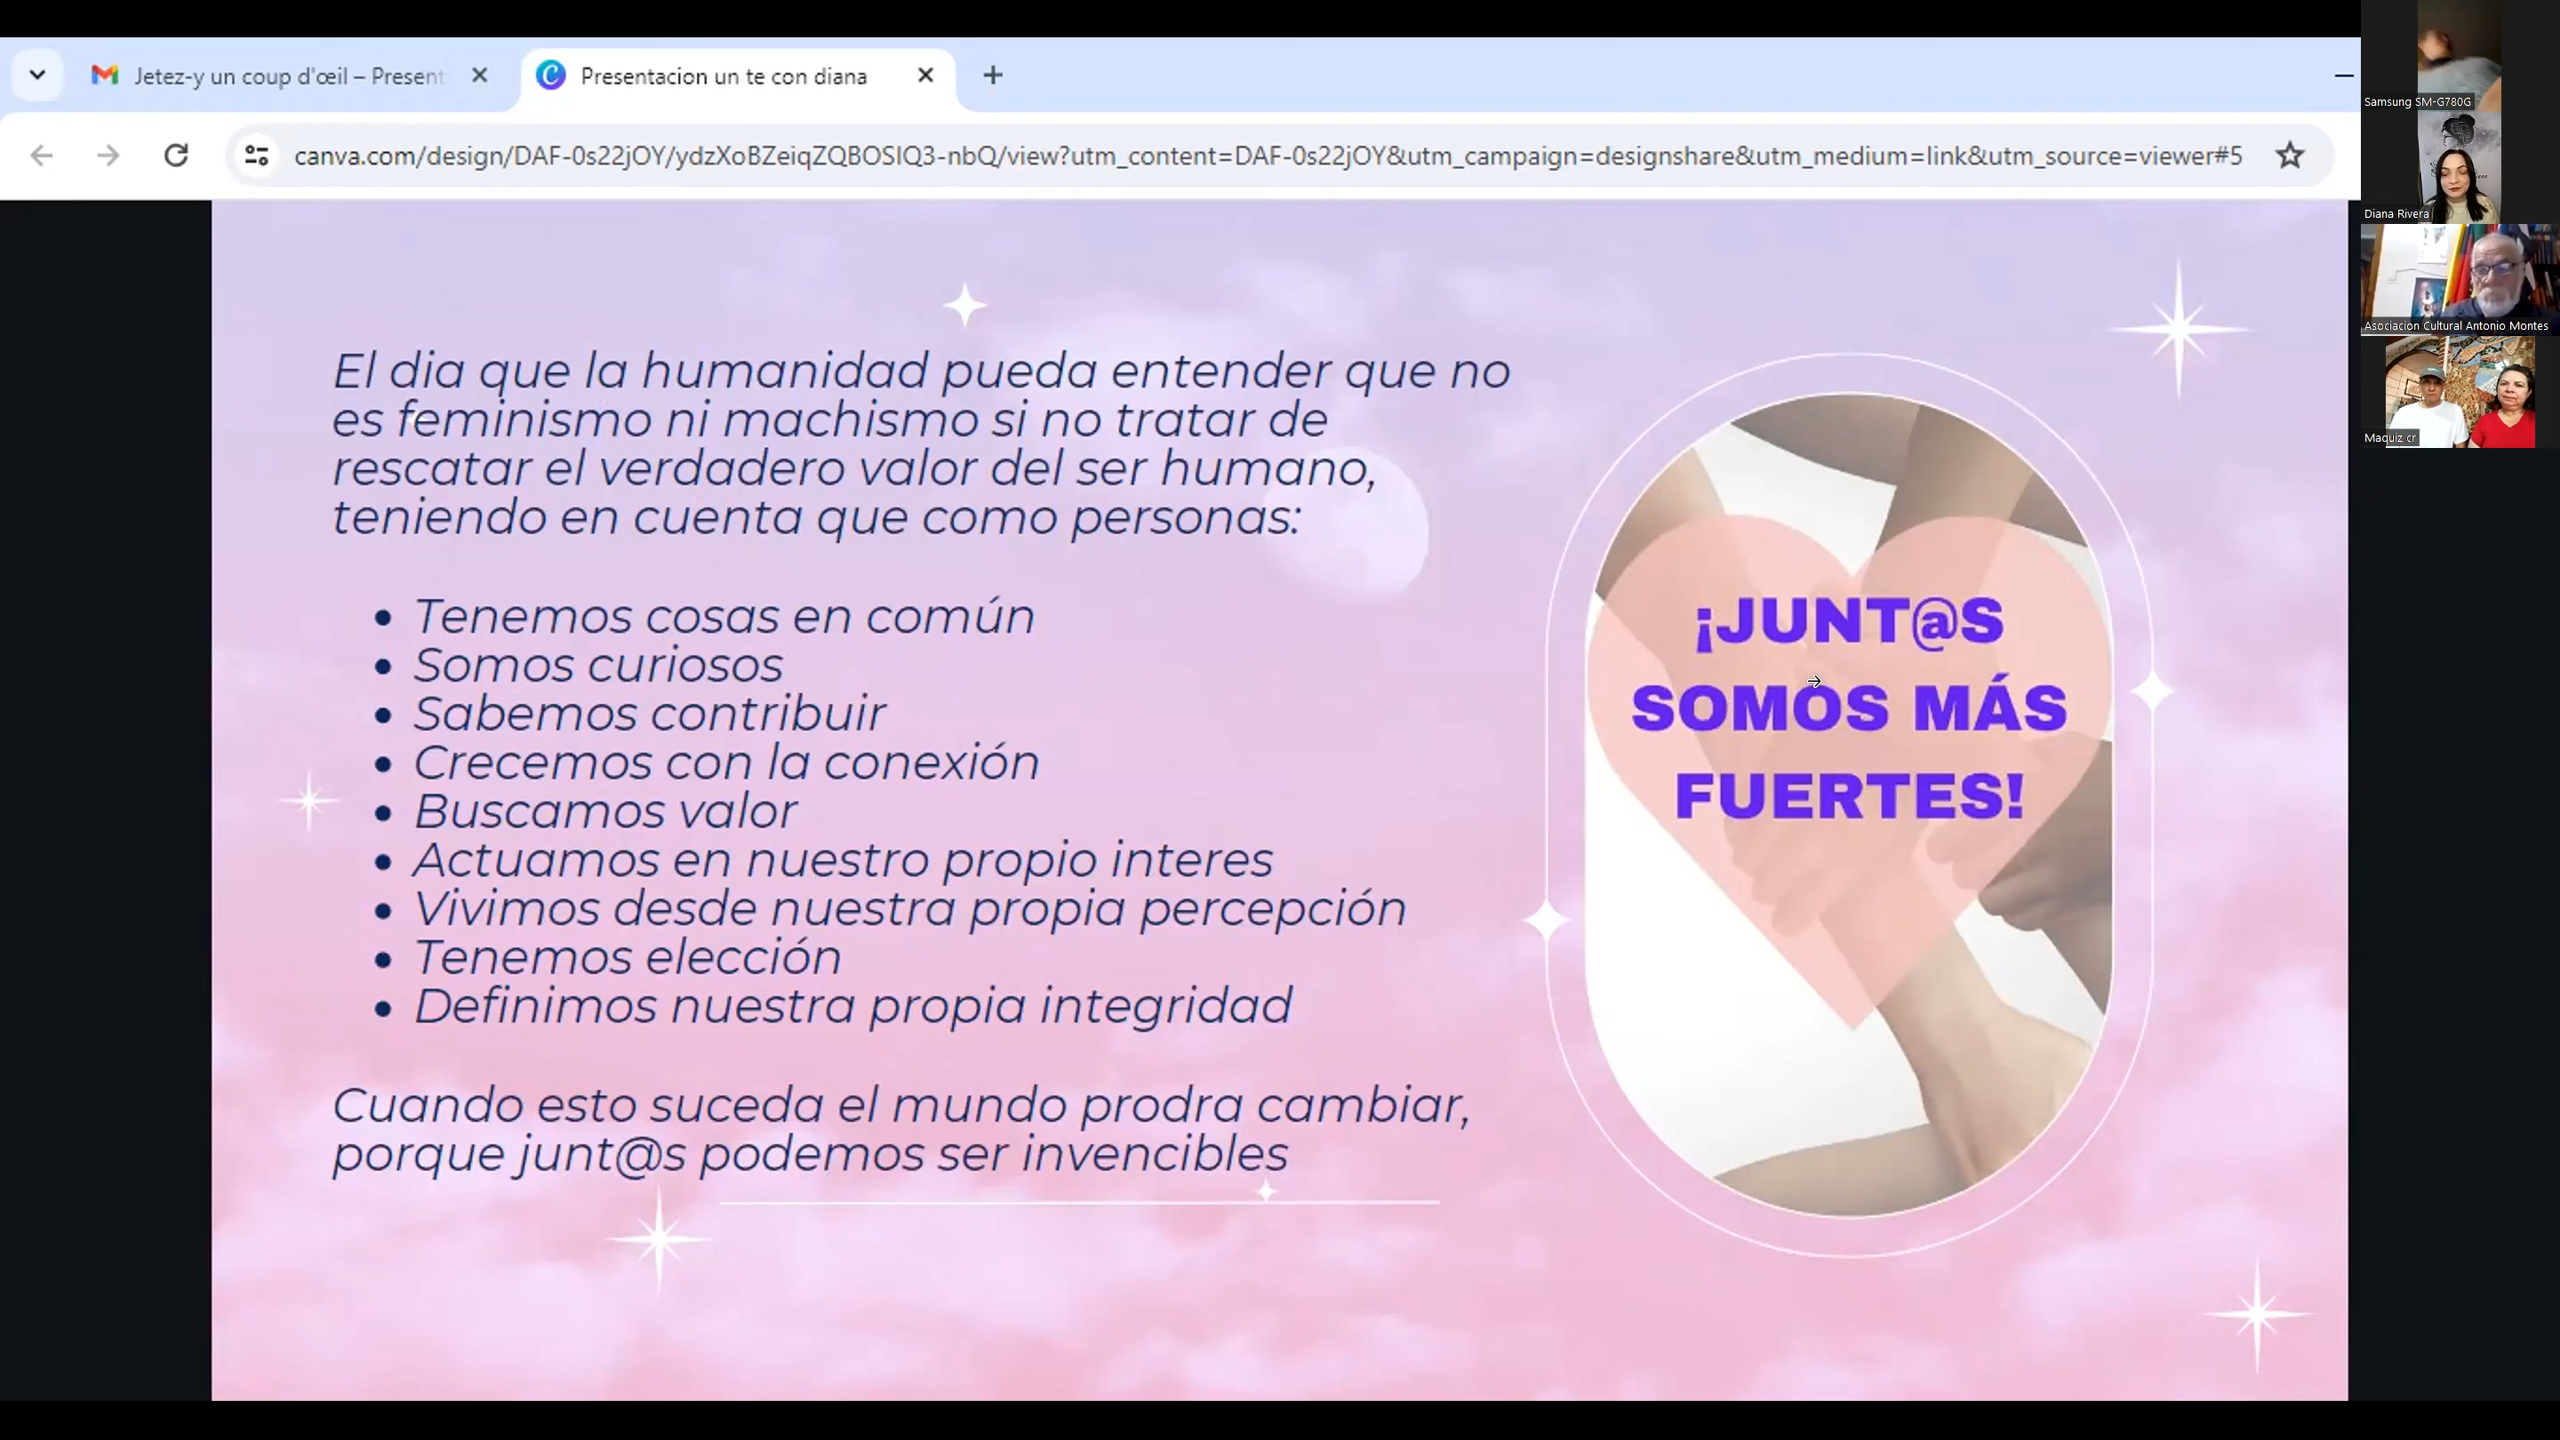 Jetez-y un coup d'œil – Present
Presentacion un te con diana
canva.com/design/DAF-0s22jOY/ydzXoBZeiqZQBOSIQ3-nbQ/view?utm_content=DAF-0s22jOY&utm_campaign=designshare&utm_medium=link&utm_source=viewer#5
El dia que la humanidad pueda entender que no
es feminismo ni machismo si no tratar de
rescatar el verdadero valor del ser humano,
teniendo en cuenta que como personas:
• Tenemos cosas en común
• Somos curiosos
• Sabemos contribuir
• Crecemos con la conexión
• Buscamos valor
• Actuamos en nuestro propio interes
• Vivimos desde nuestra propia percepción
• Tenemos elección
• Definimos nuestra propia integridad
Cuando esto suceda el mundo prodra cambiar,
porque junt@s podemos ser invencibles
¡JUNT@S
SOMOS MÁS
FUERTES!
Samsung SM-G780G
Diana Rivera
Asociacion Cultural Antonio Montes
Maquiz cr